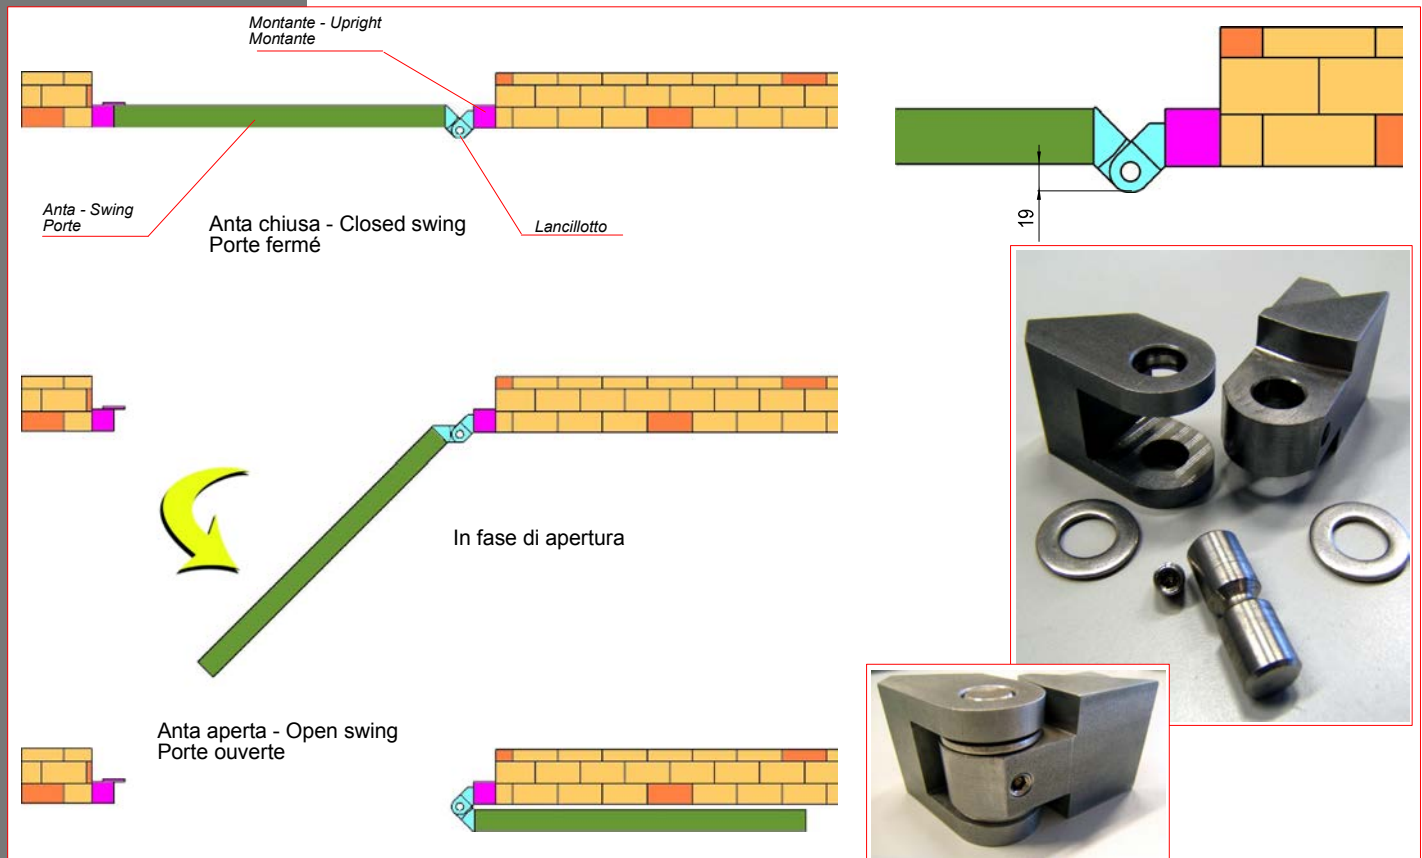 Montante - Upright
Montante
Anta - Swing
Porte
Anta chiusa - Closed swing
Porte fermé
Lancillotto
19
In fase di apertura
Anta aperta - Open swing
Porte ouverte